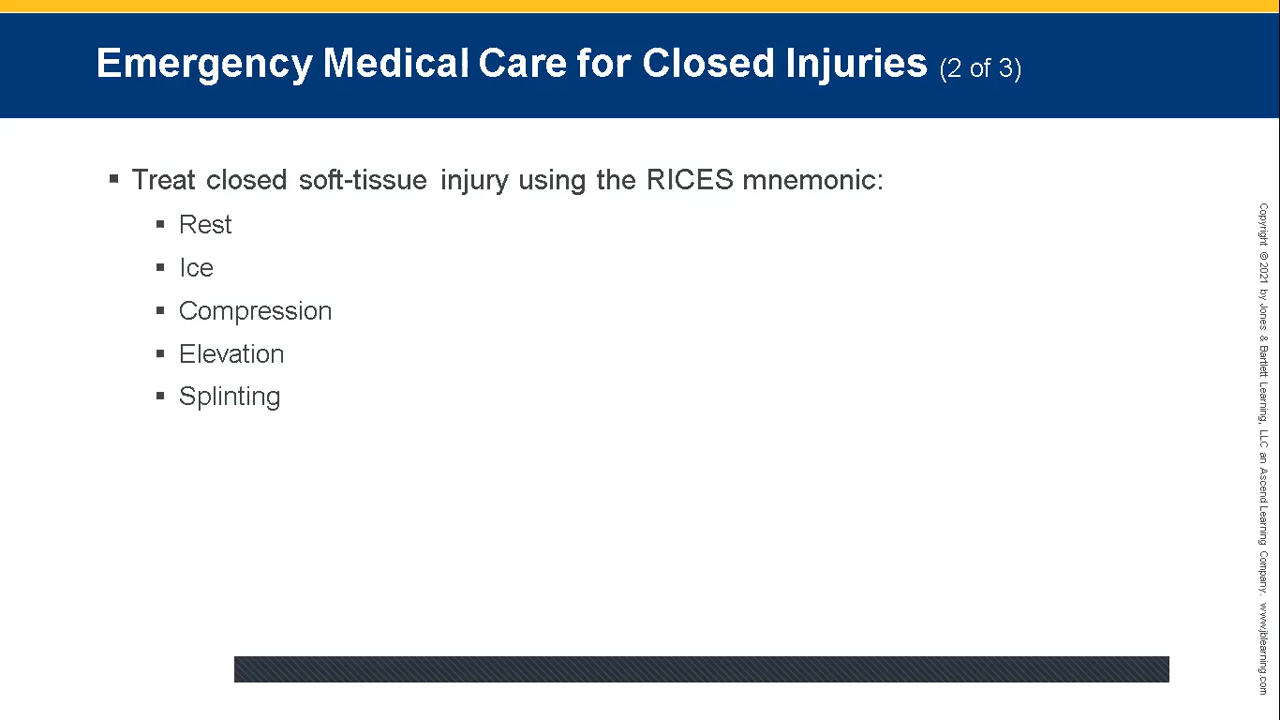 Emergency Medical Care for Closed Injuries (2 of 3)
Treat closed soft-tissue injury using the RICES mnemonic:
Rest
Ice
Compression
Elevation
Splinting
Copyright © 2021 by Jones & Bartlett Learning, LLC an Ascend Learning Company. www.jblearning.com